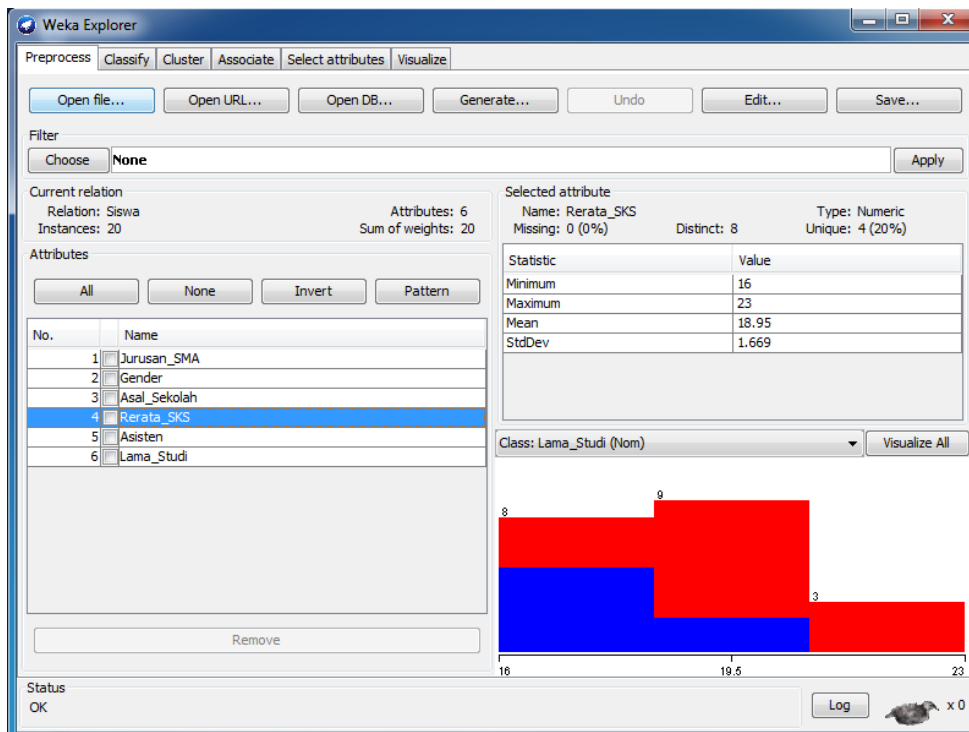 Weka Explorer
Preprocess Classify Cluster Associate Select attributes Visualize
Open file... Open URL... Open DB... Generate... Undo Edit... Save...
Filter
Choose None Apply
Current relation
Relation: Siswa Attributes: 6
Instances: 20 Sum of weights: 20
Attributes
All None Invert Pattern
No. Name
1 Jurusan_SMA
2 Gender
3 Asal_Sekolah
4 Rerata_SKS
5 Asisten
6 Lama_Studi
Remove
Selected attribute
Name: Rerata_SKS Type: Numeric
Missing: 0 (0%) Distinct: 8 Unique: 4 (20%)
Statistic Value
Minimum 16
Maximum 23
Mean 18.95
StdDev 1.669
Class: Lama_Studi (Nom) Visualize All
8 9 3
16 19.5 23
Status
OK Log x 0